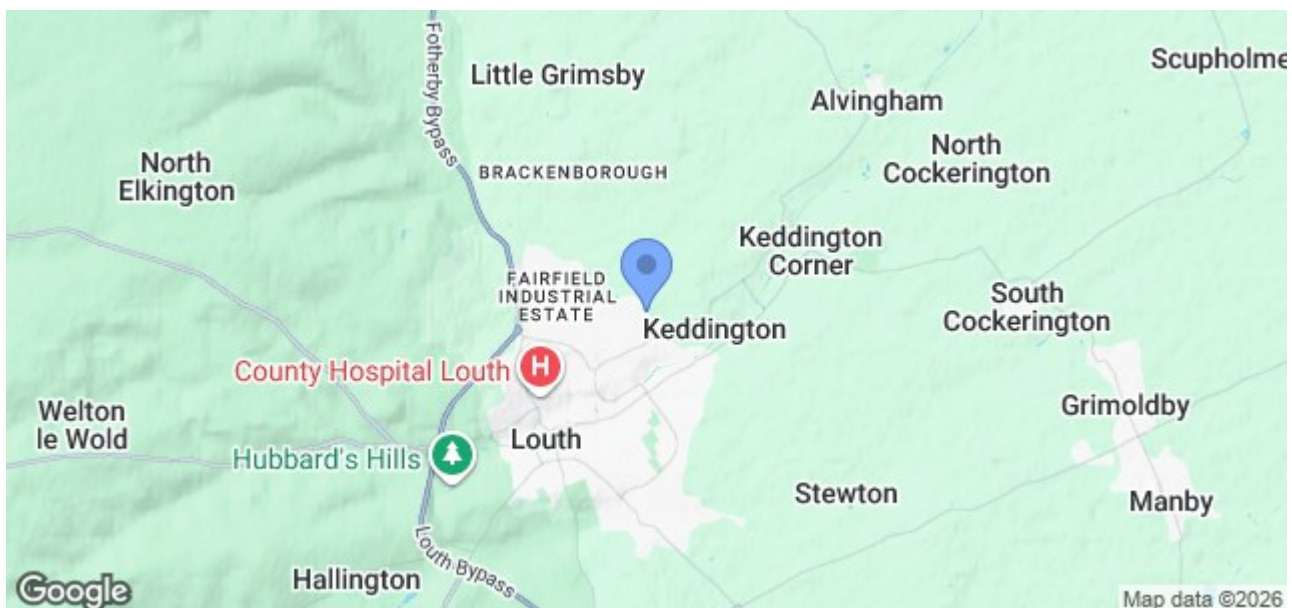 Fotherby Bypass
Little Grimsby
Scupholme
Alvingham
North
Elkington
BRACKENBOROUGH
North
Cockerington
Keddington
Corner
FAIRFIELD
INDUSTRIAL
ESTATE
South
Cockerington
Keddington
County Hospital Louth
H
Welton
le Wold
Grimoldby
Louth
Hubbard's Hills
Stewton
Manby
Louth Bypass
Hallington
Google
Map data ©2026